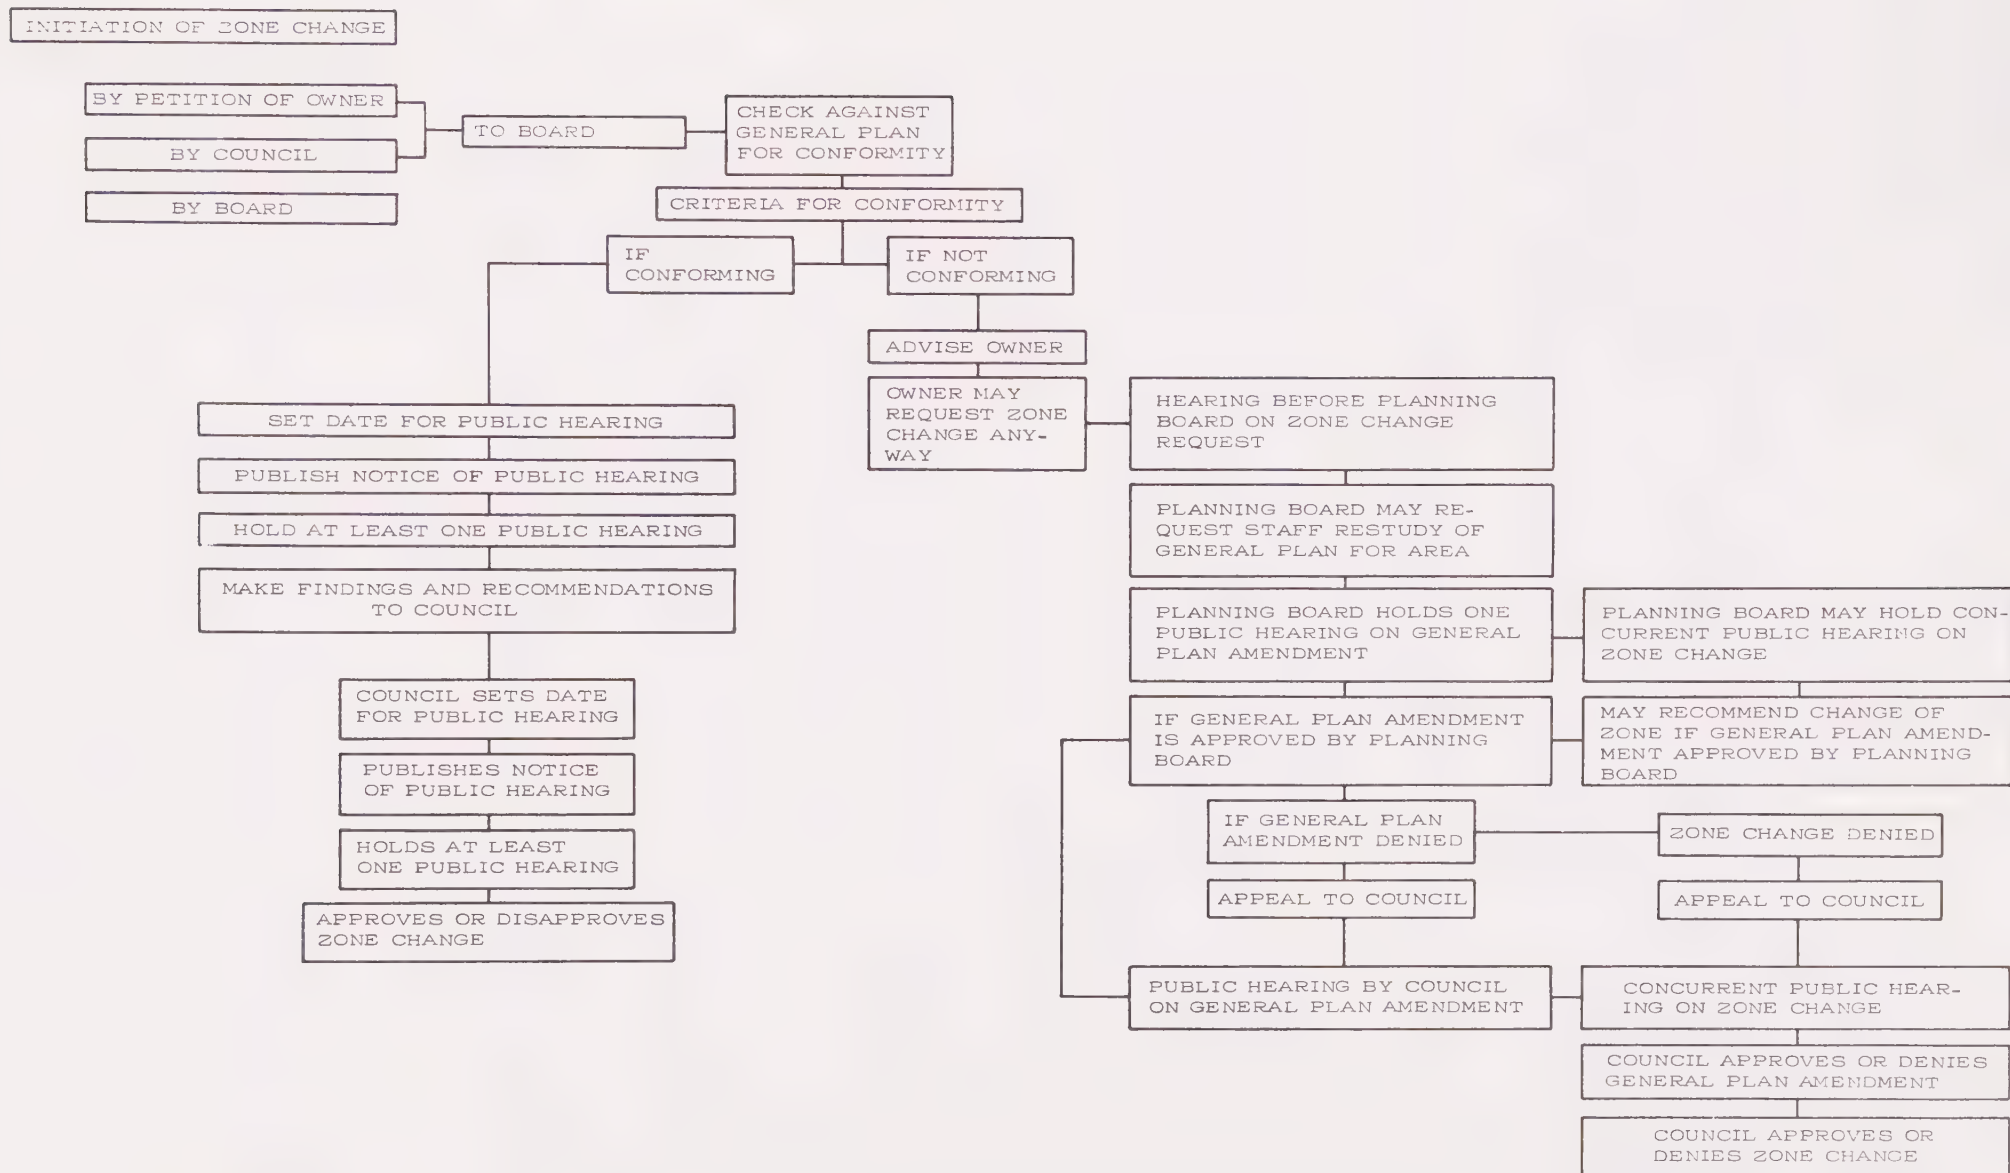 INITIATION OF ZONE CHANGE
BY PETITION OF OWNER
BY COUNCIL
BY BOARD
TO BOARD
CHECK AGAINST
GENERAL PLAN
FOR CONFORMITY
CRITERIA FOR CONFORMITY
IF
CONFORMING
IF NOT
CONFORMING
SET DATE FOR PUBLIC HEARING
PUBLISH NOTICE OF PUBLIC HEARING
HOLD AT LEAST ONE PUBLIC HEARING
MAKE FINDINGS AND RECOMMENDATIONS
TO COUNCIL
COUNCIL SETS DATE
FOR PUBLIC HEARING
PUBLISHES NOTICE
OF PUBLIC HEARING
HOLDS AT LEAST
ONE PUBLIC HEARING
APPROVES OR DISAPPROVES
ZONE CHANGE
ADVISE OWNER
OWNER MAY
REQUEST ZONE
CHANGE ANY-
WAY
HEARING BEFORE PLANNING
BOARD ON ZONE CHANGE
REQUEST
PLANNING BOARD MAY RE-
QUEST STAFF RESTUDY OF
GENERAL PLAN FOR AREA
PLANNING BOARD HOLDS ONE
PUBLIC HEARING ON GENERAL
PLAN AMENDMENT
PLANNING BOARD MAY HOLD CON-
CURRENT PUBLIC HEARING ON
ZONE CHANGE
IF GENERAL PLAN AMENDMENT
IS APPROVED BY PLANNING
BOARD
MAY RECOMMEND CHANGE OF
ZONE IF GENERAL PLAN AMEND-
MENT APPROVED BY PLANNING
BOARD
IF GENERAL PLAN
AMENDMENT DENIED
ZONE CHANGE DENIED
APPEAL TO COUNCIL
APPEAL TO COUNCIL
PUBLIC HEARING BY COUNCIL
ON GENERAL PLAN AMENDMENT
CONCURRENT PUBLIC HEAR-
ING ON ZONE CHANGE
COUNCIL APPROVES OR DENIES
GENERAL PLAN AMENDMENT
COUNCIL APPROVES OR
DENIES ZONE CHANGE